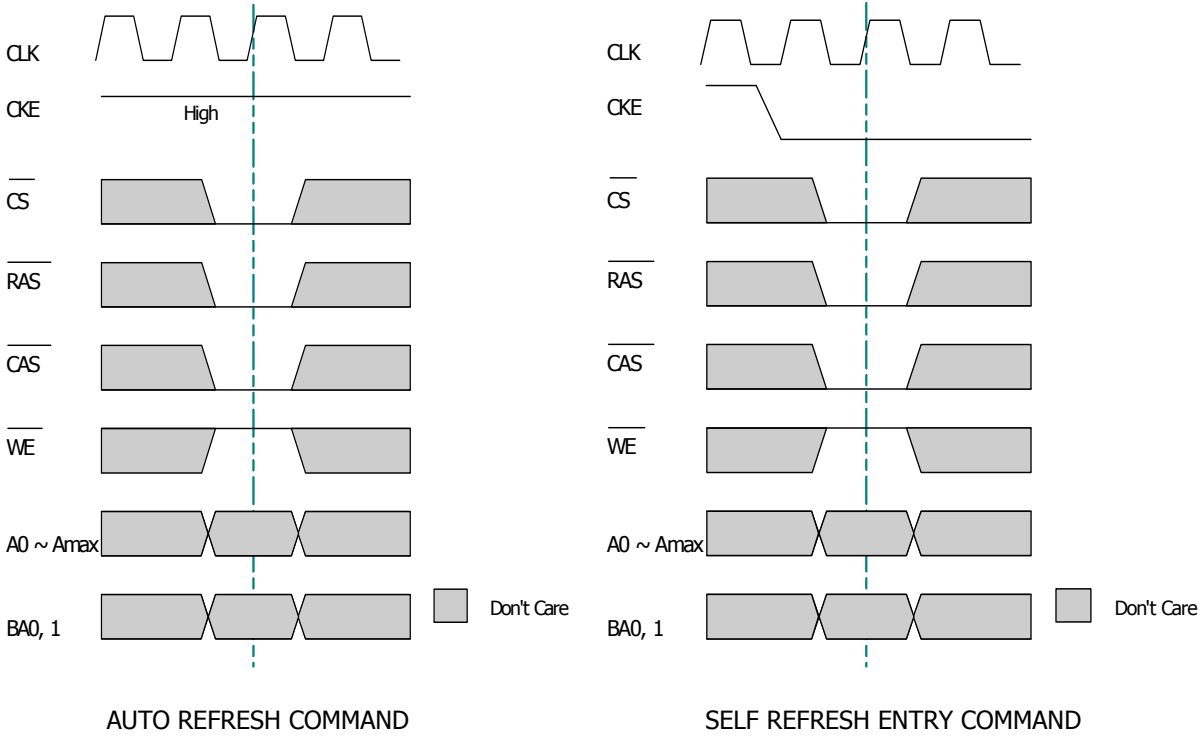 CLK
CKE
High
CS
RAS
CAS
WE
A0 ~ Amax
BA0, 1
Don't Care
AUTO REFRESH COMMAND
CLK
CKE
CS
RAS
CAS
WE
A0 ~ Amax
BA0, 1
Don't Care
SELF REFRESH ENTRY COMMAND